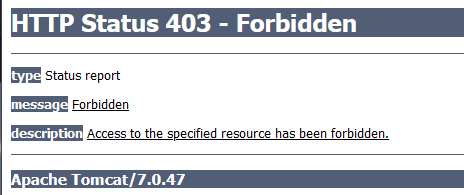 HTTP Status 403 - Forbidden
type Status report
message Forbidden
description Access to the specified resource has been forbidden.
Apache Tomcat/7.0.47